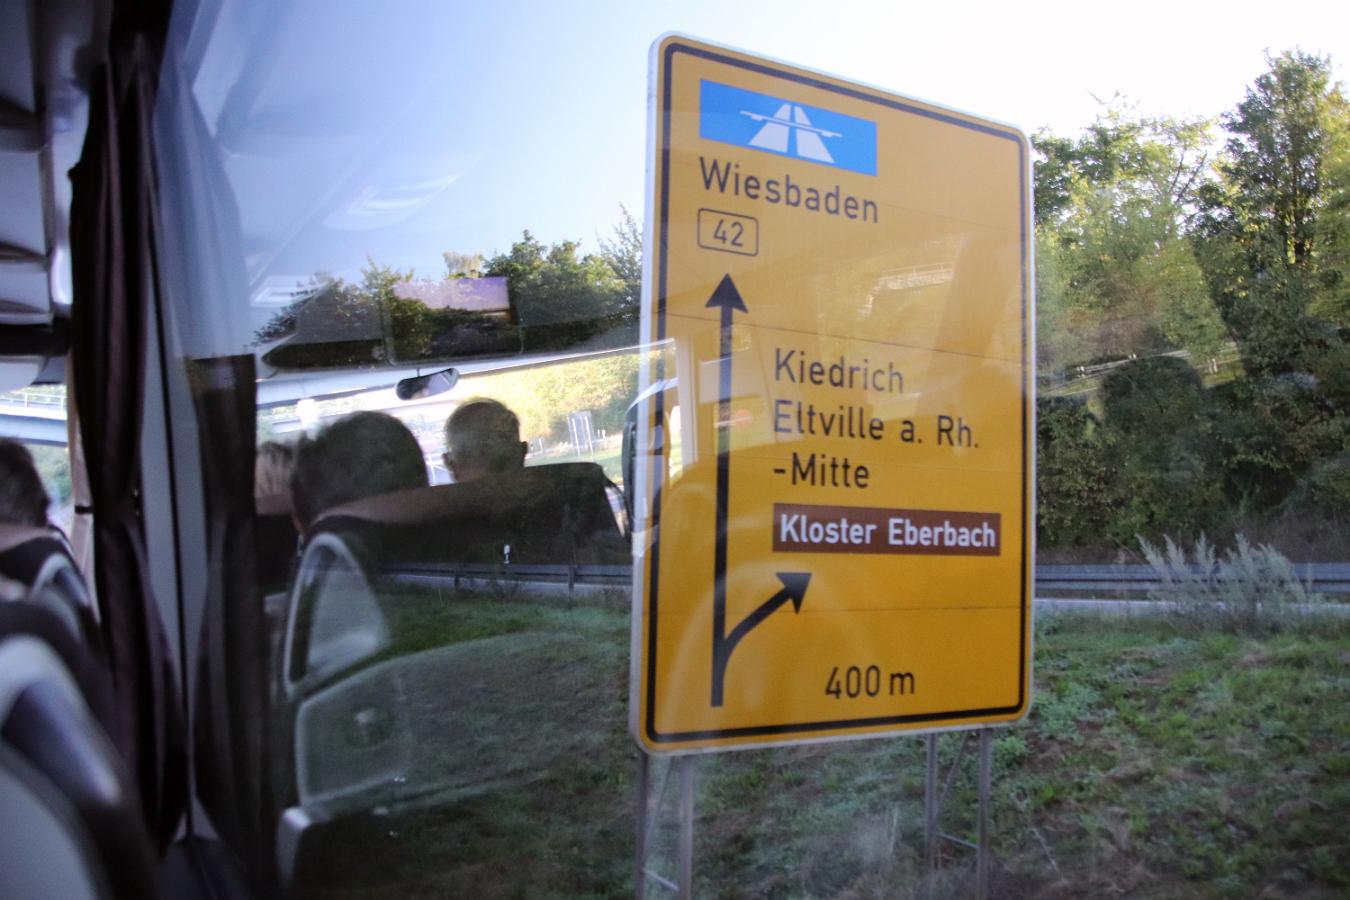 Wiesbaden
42
Kiedrich
Eltville a. Rh.
-Mitte
Kloster Eberbach
400 m